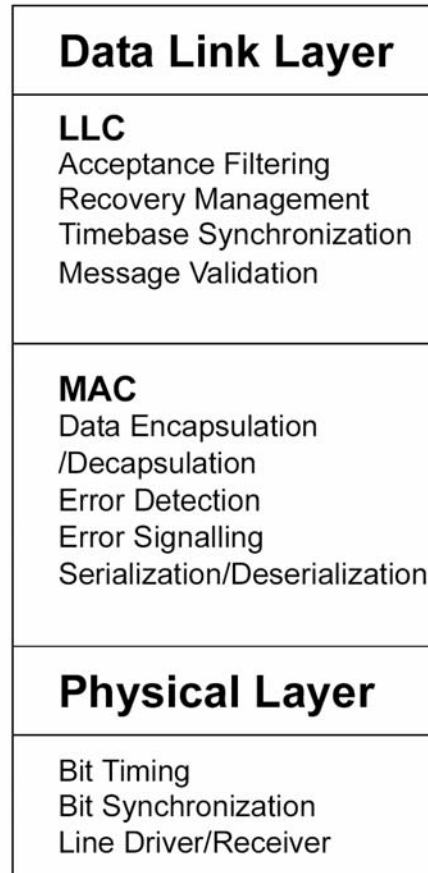 Data Link Layer
LLC
Acceptance Filtering
Recovery Management
Timebase Synchronization
Message Validation
MAC
Data Encapsulation
/Decapsulation
Error Detection
Error Signalling
Serialization/Deserialization
Physical Layer
Bit Timing
Bit Synchronization
Line Driver/Receiver